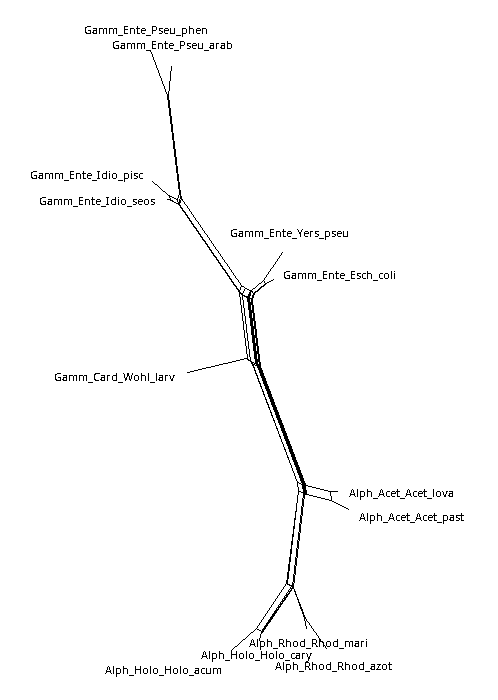 Gamm_Ente_Pseu_phen
Gamm_Ente_Pseu_arab
Gamm_Ente_Idio_pisc
Gamm_Ente_Idio_seos
Gamm_Ente_Yers_pseu
Gamm_Ente_Esch_coli
Gamm_Card_Wohl_larv
Alph_Acet_Acet_lova
Alph_Acet_Acet_past
Alph_Rhod_Rhod_mari
Alph_Holo_Holo_cary
Alph_Rhod_Rhod_azot
Alph_Holo_Holo_acum